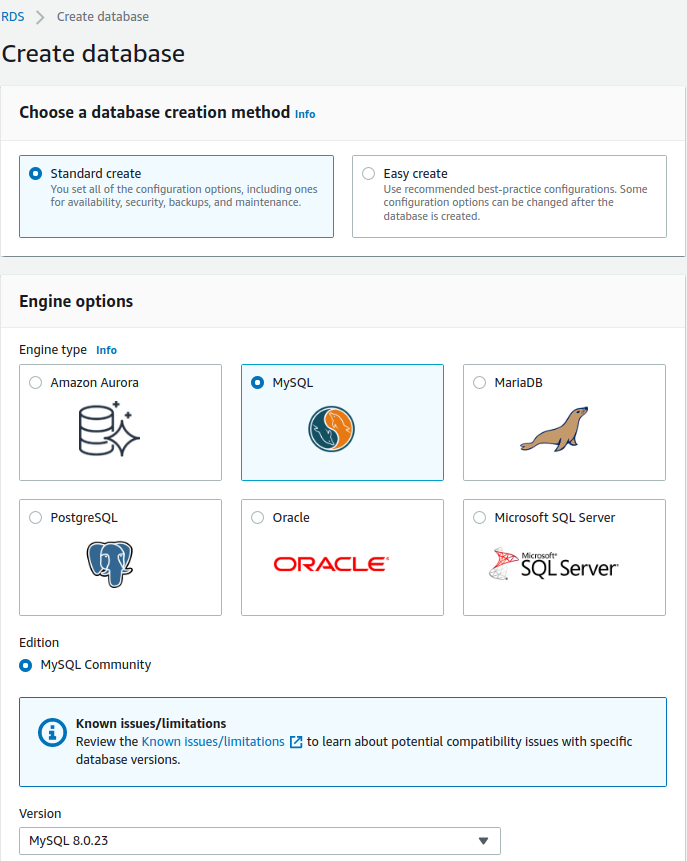 RDS Create database
Create database
Choose a database creation method Info
Standard create
You set all of the configuration options, including ones
for availability, security, backups, and maintenance.
Easy create
Use recommended best-practice configurations. Some
configuration options can be changed after the
database is created.
Engine options
Engine type Info
Amazon Aurora
MySQL
MariaDB
PostgreSQL
Oracle
ORACLE
Microsoft SQL Server
Microsoft
SQL Server
Edition
MySQL Community
Known issues/limitations
Review the Known issues/limitations to learn about potential compatibility issues with specific
database versions.
Version
MySQL 8.0.23